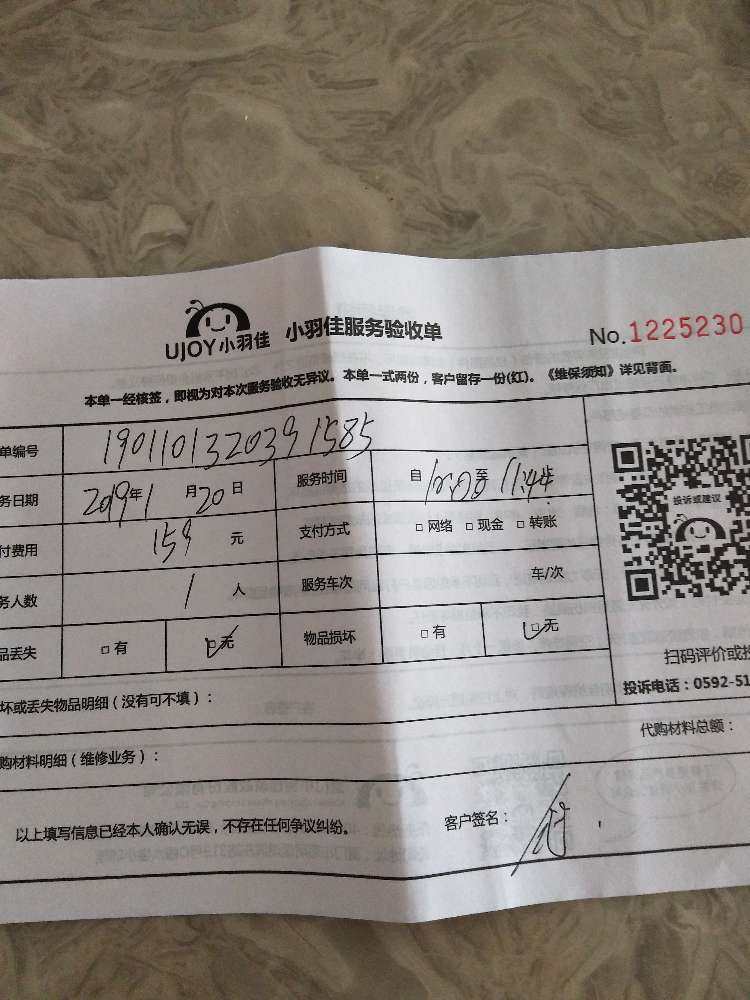 UJOY小羽佳 小羽佳服务验收单 No.1225230
本单一经核签，即视为对本次服务验收无异议。本单一式两份，客户留存一份(红)。《维保须知》详见背面。
单编号 1901101320391585
务日期 2019年1月20日 服务时间 自 至 11:44
付费用 159元 支付方式 □网络 □现金 □转账
务人数 1人 服务车次 车/次
品丢失 □有 □无 物品损坏 □有 □无
投诉或建议
扫码评价或投
投诉电话：0592-51
坏或丢失物品明细（没有可不填）：
购材料明细（维修业务）： 代购材料总额：
以上填写信息已经本人确认无误，不存在任何争议纠纷。 客户签名：